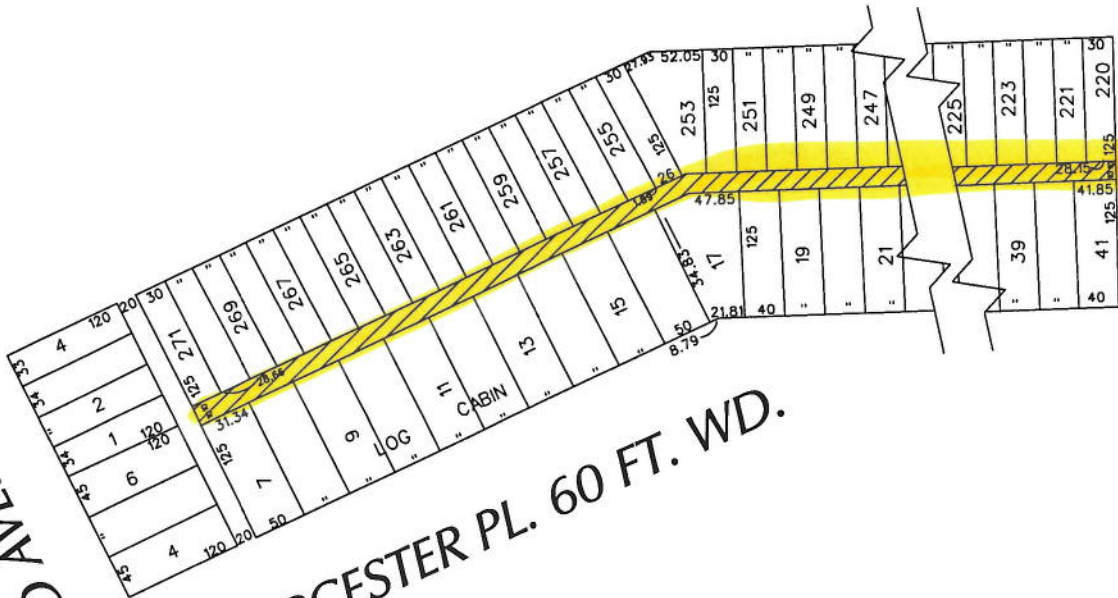 120 20 30 " " " " " " " " " " " " 30 27.93 52.05 30 " " " " " " " " 30
33 4 125 271 269 267 265 263 261 259 257 255 125 253 125 251 249 247 225 223 221 220 125
34 2
" 1 120
34 120
45 6
" 
45 4 120 20
28.66
31.34
26
1.89
47.85
28.15
41.85
125 7 9 11 13 15 34.83 17 125 19 21 39 41 125
LOG CABIN
50 " " " " " " " " 50 8.79 21.81 40 " " " " " 40
CESTER PL. 60 FT. WD.